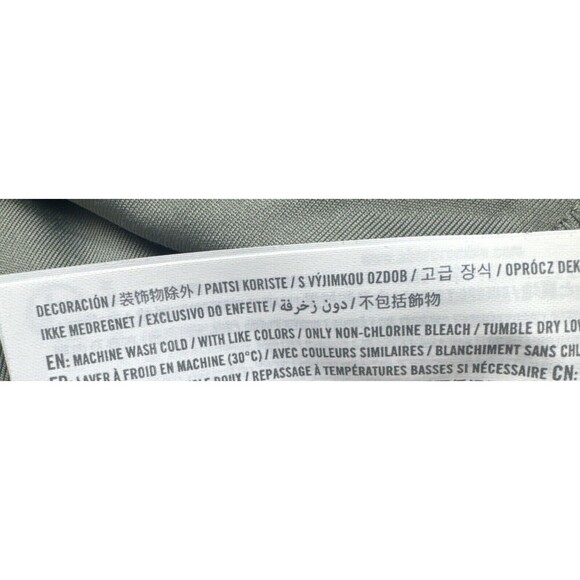 DECORACIÓN / 装饰物除外 / PAITSI KORISTE / S VÝJIMKOU OZDOB / 고급 장식 / OPRÓCZ DEK
IKKE MEDREGNET / EXCLUSIVO DO ENFEITE / دون زخرفة / 不包括飾物
EN: MACHINE WASH COLD / WITH LIKE COLORS / ONLY NON-CHLORINE BLEACH / TUMBLE DRY LO
FR: LAVER À FROID EN MACHINE (30°C) / AVEC COULEURS SIMILAIRES / BLANCHIMENT SANS CHL
DOUX / REPASSAGE À TEMPÉRATURES BASSES SI NÉCESSAIRE CN: